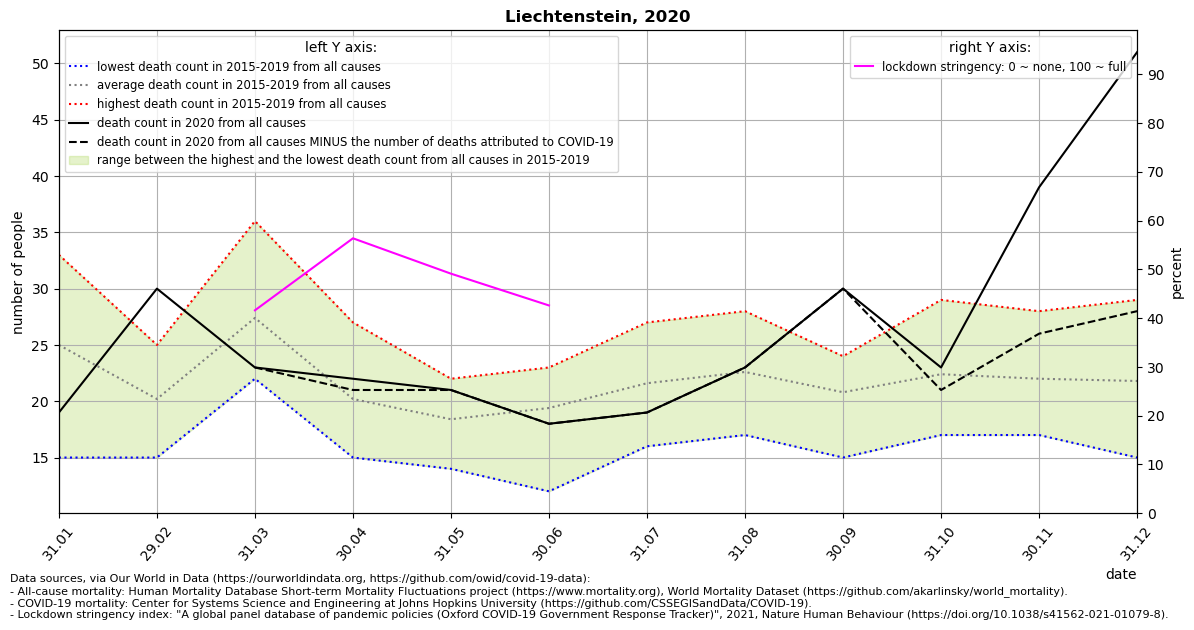 Liechtenstein, 2020
left Y axis:
lowest death count in 2015-2019 from all causes
average death count in 2015-2019 from all causes
highest death count in 2015-2019 from all causes
death count in 2020 from all causes
death count in 2020 from all causes MINUS the number of deaths attributed to COVID-19
range between the highest and the lowest death count from all causes in 2015-2019
right Y axis:
lockdown stringency: 0 ~ none, 100 ~ full
number of people
50
45
40
35
30
25
20
15
percent
90
80
70
60
50
40
30
20
10
0
31.01
29.02
31.03
30.04
31.05
30.06
31.07
31.08
30.09
31.10
30.11
31.12
date
Data sources, via Our World in Data (https://ourworldindata.org, https://github.com/owid/covid-19-data):
- All-cause mortality: Human Mortality Database Short-term Mortality Fluctuations project (https://www.mortality.org), World Mortality Dataset (https://github.com/akarlinsky/world_mortality).
- COVID-19 mortality: Center for Systems Science and Engineering at Johns Hopkins University (https://github.com/CSSEGISandData/COVID-19).
- Lockdown stringency index: "A global panel database of pandemic policies (Oxford COVID-19 Government Response Tracker)", 2021, Nature Human Behaviour (https://doi.org/10.1038/s41562-021-01079-8).